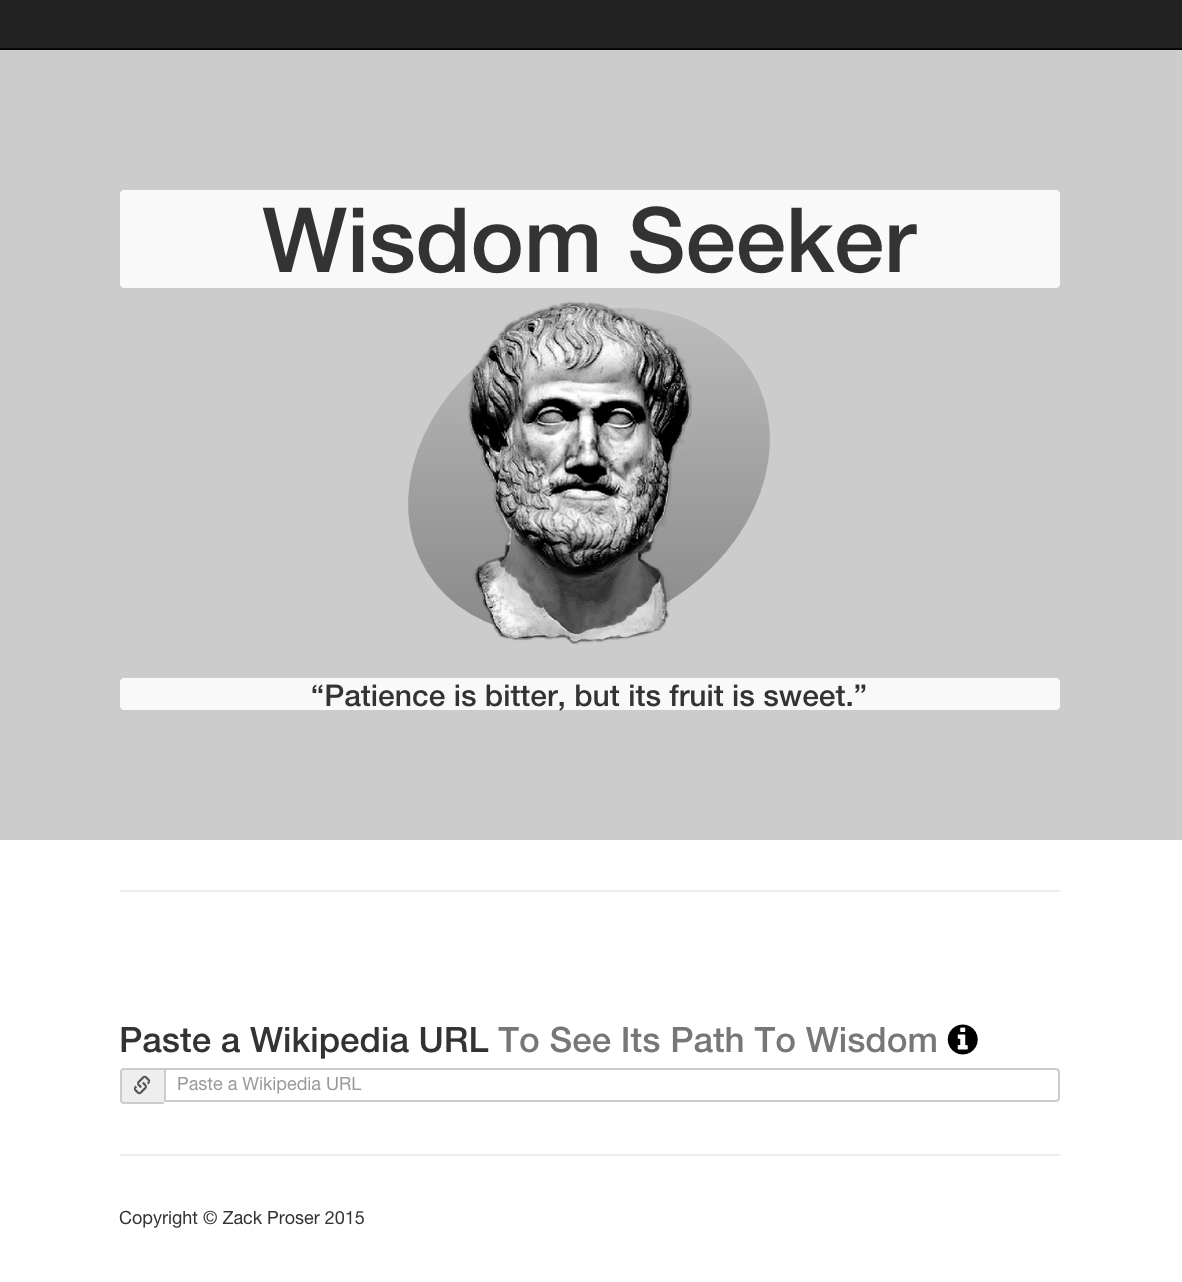 Wisdom Seeker
“Patience is bitter, but its fruit is sweet.”
Paste a Wikipedia URL To See Its Path To Wisdom
Paste a Wikipedia URL
Copyright © Zack Proser 2015